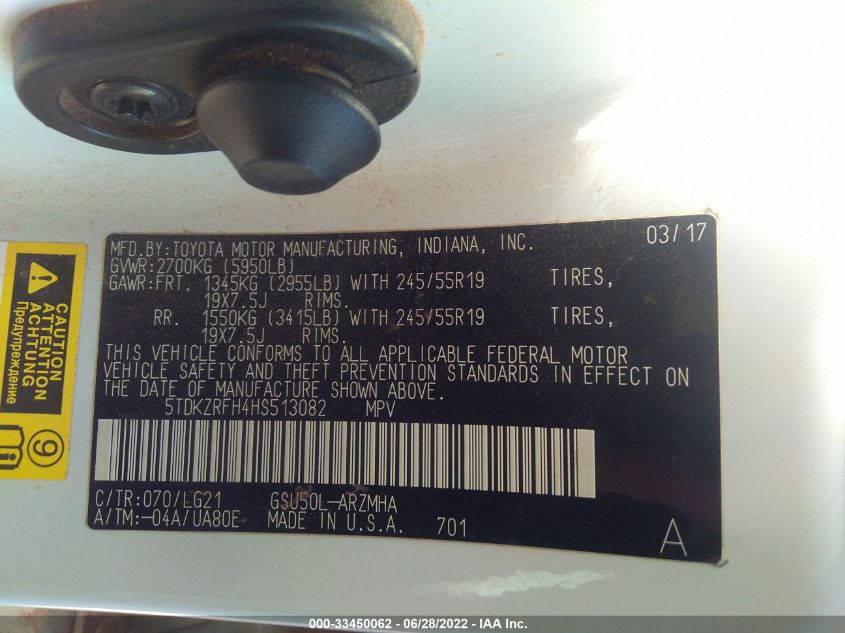 MFD.BY:TOYOTA MOTOR MANUFACTURING, INDIANA, INC. 03/17
GVWR:2700KG (5950LB)
GAWR:FRT. 1345KG (2955LB) WITH 245/55R19 TIRES,
19X7.5J RIMS.
RR. 1550KG (3415LB) WITH 245/55R19 TIRES,
19X7.5J RIMS.
THIS VEHICLE CONFORMS TO ALL APPLICABLE FEDERAL MOTOR
VEHICLE SAFETY AND THEFT PREVENTION STANDARDS IN EFFECT ON
THE DATE OF MANUFACTURE SHOWN ABOVE.
5TDKZRFH4HS513082 MPV
C/TR:070/LG21 GSU50L-ARZMHA
A/TM:-04A/UA80E MADE IN U.S.A. 701 A
CAUTION
ATTENTION
ACHTUNG
Предупреждение
9
000-33450062 - 06/28/2022 - IAA Inc.